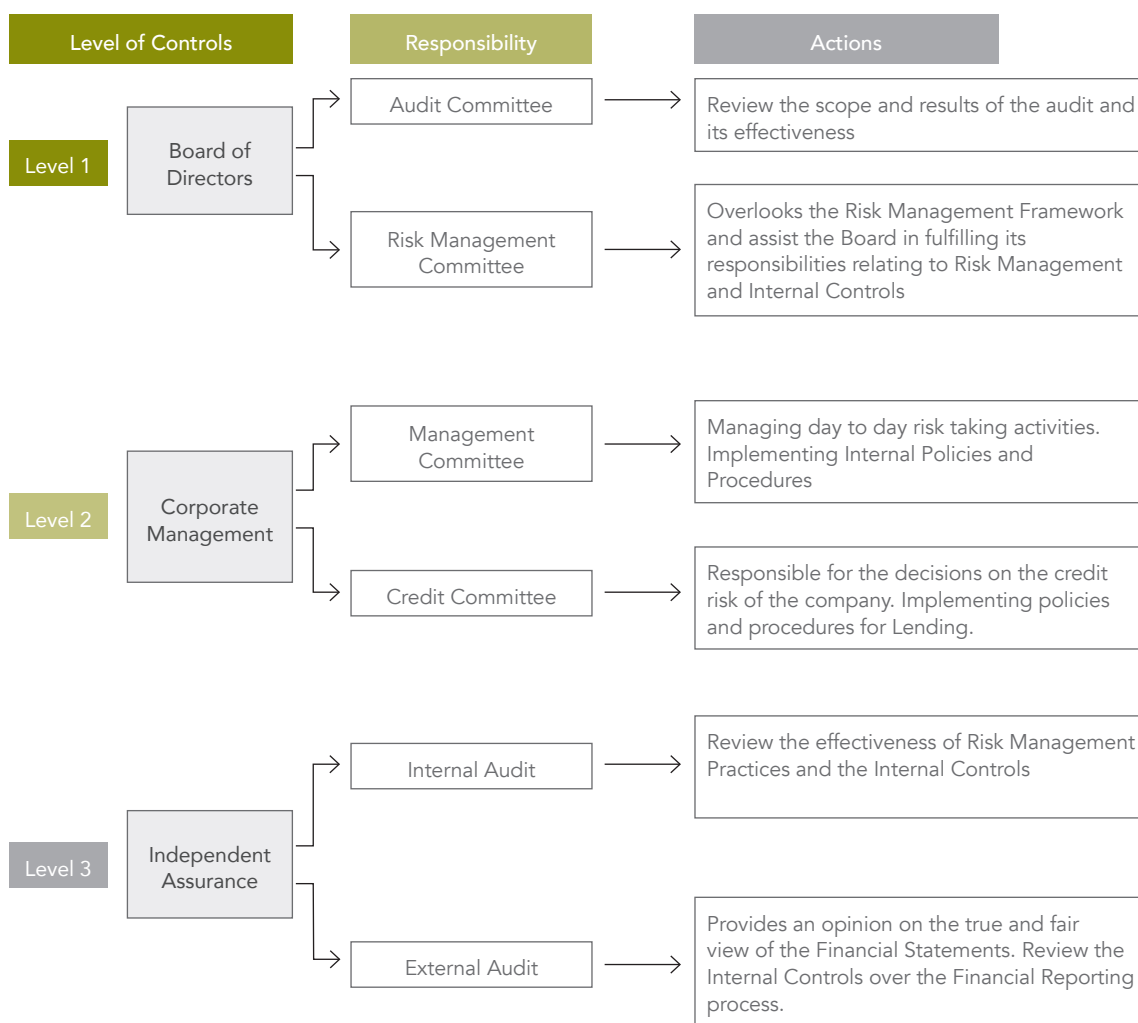 Level of Controls
Responsibility
Actions
Level 1
Board of
Directors
Audit Committee
Review the scope and results of the audit and
its effectiveness
Risk Management
Committee
Overlooks the Risk Management Framework
and assist the Board in fulfilling its
responsibilities relating to Risk Management
and Internal Controls
Level 2
Corporate
Management
Management
Committee
Managing day to day risk taking activities.
Implementing Internal Policies and
Procedures
Credit Committee
Responsible for the decisions on the credit
risk of the company. Implementing policies
and procedures for Lending.
Level 3
Independent
Assurance
Internal Audit
Review the effectiveness of Risk Management
Practices and the Internal Controls
External Audit
Provides an opinion on the true and fair
view of the Financial Statements. Review the
Internal Controls over the Financial Reporting
process.